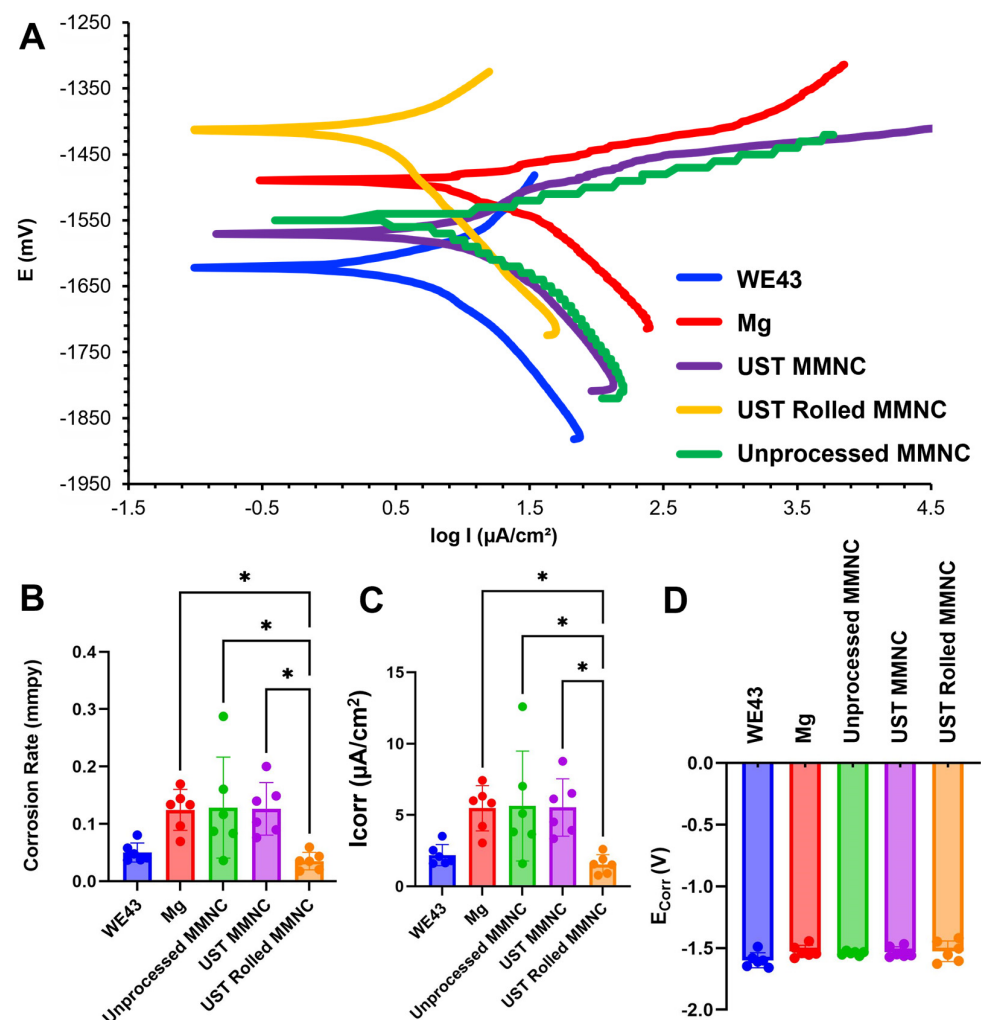 A
-1250
-1350
-1450
-1550
-1650
-1750
-1850
-1950
E (mV)
-1.5 -0.5 0.5 1.5 2.5 3.5 4.5
log I (µA/cm²)
WE43
Mg
UST MMNC
UST Rolled MMNC
Unprocessed MMNC
B
*
*
*
0.4
0.3
0.2
0.1
0.0
Corrosion Rate (mmpy)
WE43
Mg
Unprocessed MMNC
UST MMNC
UST Rolled MMNC
C
*
*
*
15
10
5
0
Icorr (µA/cm²)
WE43
Mg
Unprocessed MMNC
UST MMNC
UST Rolled MMNC
D
WE43
Mg
Unprocessed MMNC
UST MMNC
UST Rolled MMNC
0.0
-0.5
-1.0
-1.5
-2.0
ECorr (V)